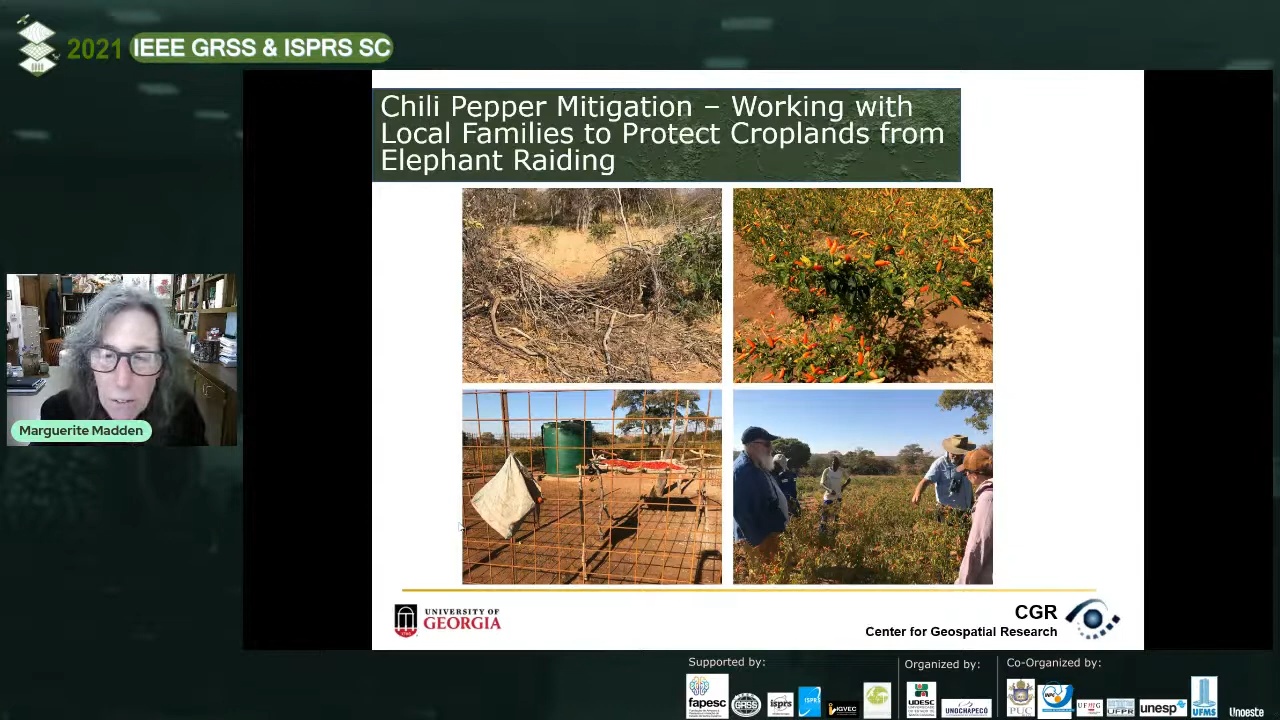 2021 IEEE GRSS & ISPRS SC
Chili Pepper Mitigation – Working with
Local Families to Protect Croplands from
Elephant Raiding
Marguerite Madden
UNIVERSITY OF
GEORGIA
CGR
Center for Geospatial Research
Supported by:
Organized by:
Co-Organized by:
fapesc
GRSS
isprs
ISPRS
IGVEC
UDESC
UNOCHAPECÓ
PUC
UFMG
UFPR
unesp
UFMS
Unoeste